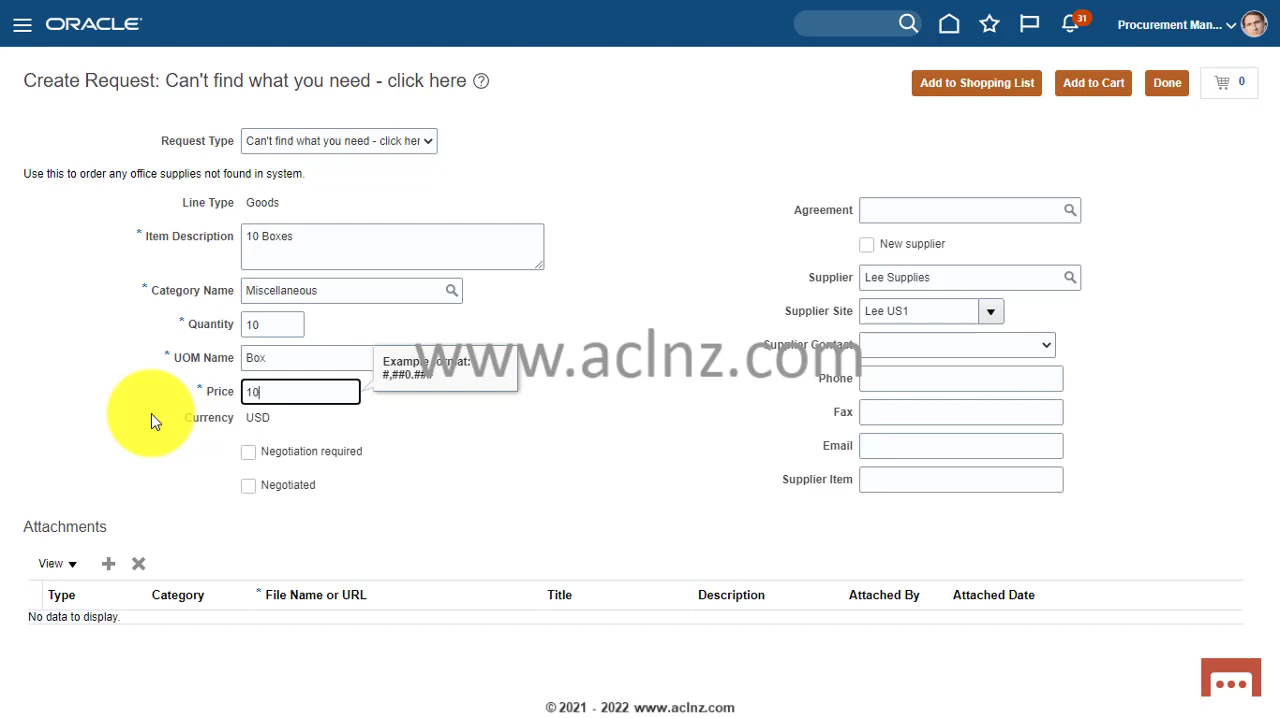 ORACLE
31
Procurement Man...
Create Request: Can't find what you need - click here
Add to Shopping List
Add to Cart
Done
0
Request Type
Can't find what you need - click her
Use this to order any office supplies not found in system.
Line Type Goods
* Item Description 10 Boxes
* Category Name Miscellaneous
* Quantity 10
* UOM Name Box
Example format:
#,##0.###
* Price 10
Currency USD
Negotiation required
Negotiated
Agreement
New supplier
Supplier Lee Supplies
Supplier Site Lee US1
Supplier Contact
Phone
Fax
Email
Supplier Item
www.aclnz.com
Attachments
View
Type Category * File Name or URL Title Description Attached By Attached Date
No data to display.
© 2021 - 2022 www.aclnz.com